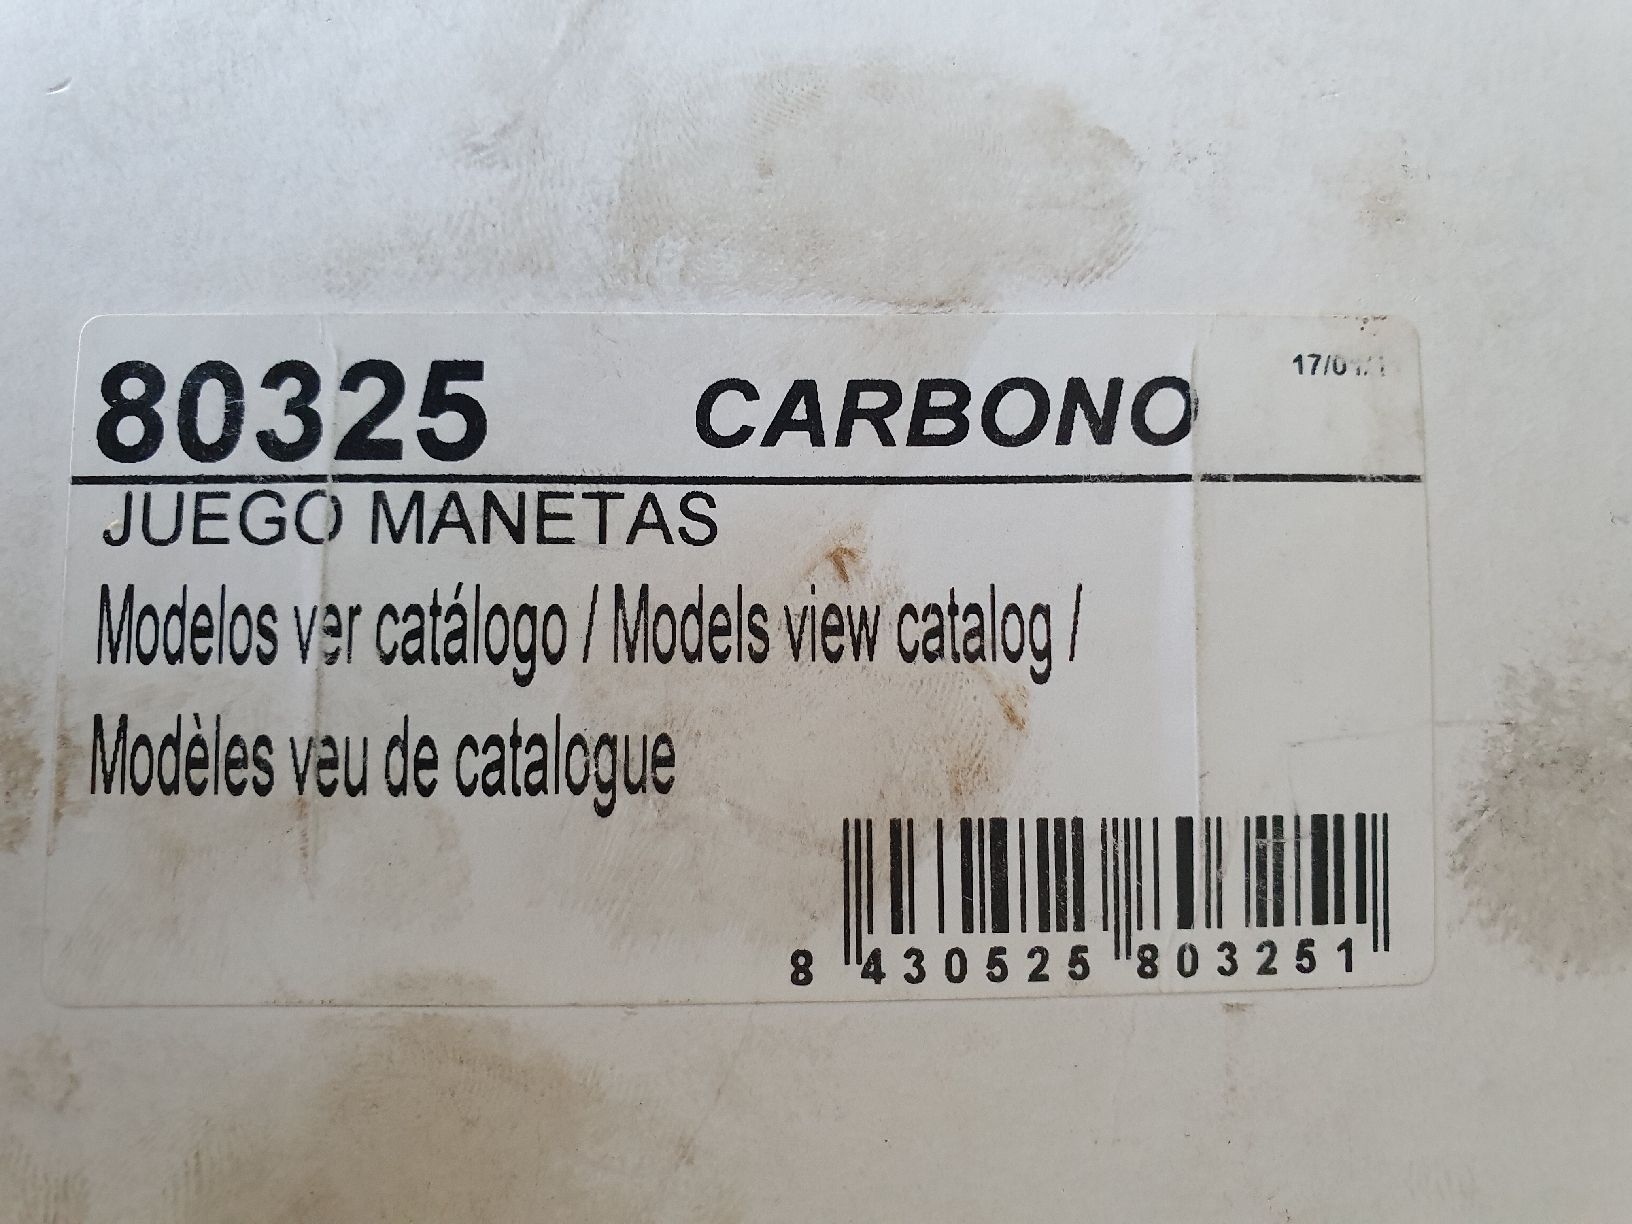 80325 CARBONO
JUEGO MANETAS
Modelos ver catálogo / Models view catalog /
Modèles veu de catalogue
8 430525 803251